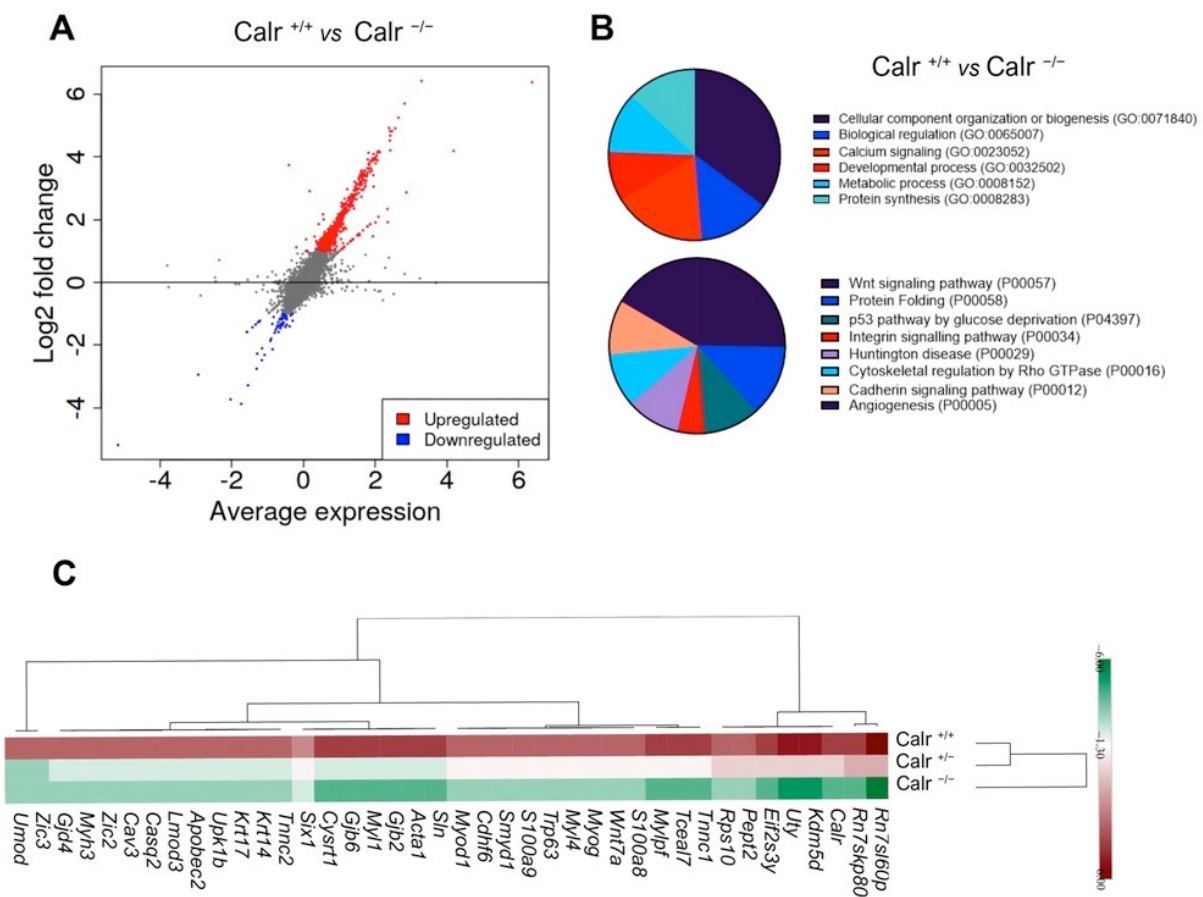 A
Calr +/+ vs Calr −/−
Log2 fold change
6
4
2
0
-2
-4
Upregulated
Downregulated
-4 -2 0 2 4 6
Average expression
B
Calr +/+ vs Calr −/−
Cellular component organization or biogenesis (GO:0071840)
Biological regulation (GO:0065007)
Calcium signaling (GO:0023052)
Developmental process (GO:0032502)
Metabolic process (GO:0008152)
Protein synthesis (GO:0008283)
Wnt signaling pathway (P00057)
Protein Folding (P00058)
p53 pathway by glucose deprivation (P04397)
Integrin signalling pathway (P00034)
Huntington disease (P00029)
Cytoskeletal regulation by Rho GTPase (P00016)
Cadherin signaling pathway (P00012)
Angiogenesis (P00005)
C
Calr +/+
Calr +/−
Calr −/−
Umod
Zic3
Gjd4
Myh3
Zic2
Cav3
Casq2
Lmod3
Apobec2
Upk1b
Krt17
Krt14
Tnnc2
Six1
Cysrt1
Gjb6
Myl1
Gjb2
Acta1
Sln
Myod1
Cdhf6
Smyd1
S100a9
Trp63
Myl4
Myog
Wnt7a
S100a8
Mylpf
Tceal7
Tnnc1
Rps10
Pept2
Eif2s3y
Uty
Kdm5d
Calr
Rn7skp80
Rn7sl60p
-6.00
-1.30